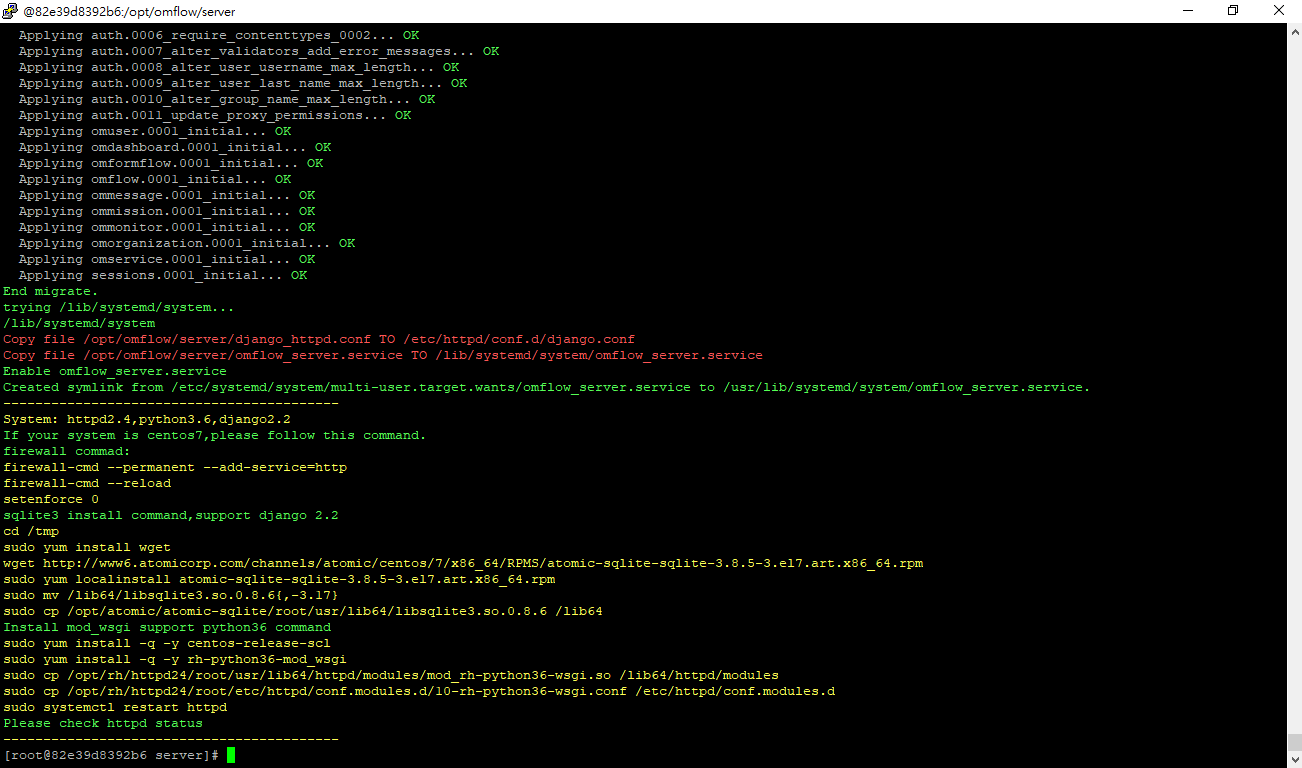 @82e39d8392b6:/opt/omflow/server
Applying auth.0006_require_contenttypes_0002... OK
Applying auth.0007_alter_validators_add_error_messages... OK
Applying auth.0008_alter_user_username_max_length... OK
Applying auth.0009_alter_user_last_name_max_length... OK
Applying auth.0010_alter_group_name_max_length... OK
Applying auth.0011_update_proxy_permissions... OK
Applying omuser.0001_initial... OK
Applying omdashboard.0001_initial... OK
Applying omformflow.0001_initial... OK
Applying omflow.0001_initial... OK
Applying ommessage.0001_initial... OK
Applying ommission.0001_initial... OK
Applying ommonitor.0001_initial... OK
Applying omorganization.0001_initial... OK
Applying omservice.0001_initial... OK
Applying sessions.0001_initial... OK
End migrate.
trying /lib/systemd/system...
/lib/systemd/system
Copy file /opt/omflow/server/django_httpd.conf TO /etc/httpd/conf.d/django.conf
Copy file /opt/omflow/server/omflow_server.service TO /lib/systemd/system/omflow_server.service
Enable omflow_server.service
Created symlink from /etc/systemd/system/multi-user.target.wants/omflow_server.service to /usr/lib/systemd/system/omflow_server.service.
------------------------------------------
System: httpd2.4,python3.6,django2.2
If your system is centos7,please follow this command.
firewall commad:
firewall-cmd --permanent --add-service=http
firewall-cmd --reload
setenforce 0
sqlite3 install command,support django 2.2
cd /tmp
sudo yum install wget
wget http://www6.atomicorp.com/channels/atomic/centos/7/x86_64/RPMS/atomic-sqlite-sqlite-3.8.5-3.el7.art.x86_64.rpm
sudo yum localinstall atomic-sqlite-sqlite-3.8.5-3.el7.art.x86_64.rpm
sudo mv /lib64/libsqlite3.so.0.8.6{,-3.17}
sudo cp /opt/atomic/atomic-sqlite/root/usr/lib64/libsqlite3.so.0.8.6 /lib64
Install mod_wsgi support python36 command
sudo yum install -q -y centos-release-scl
sudo yum install -q -y rh-python36-mod_wsgi
sudo cp /opt/rh/httpd24/root/usr/lib64/httpd/modules/mod_rh-python36-wsgi.so /lib64/httpd/modules
sudo cp /opt/rh/httpd24/root/etc/httpd/conf.modules.d/10-rh-python36-wsgi.conf /etc/httpd/conf.modules.d
sudo systemctl restart httpd
Please check httpd status
------------------------------------------
[root@82e39d8392b6 server]#